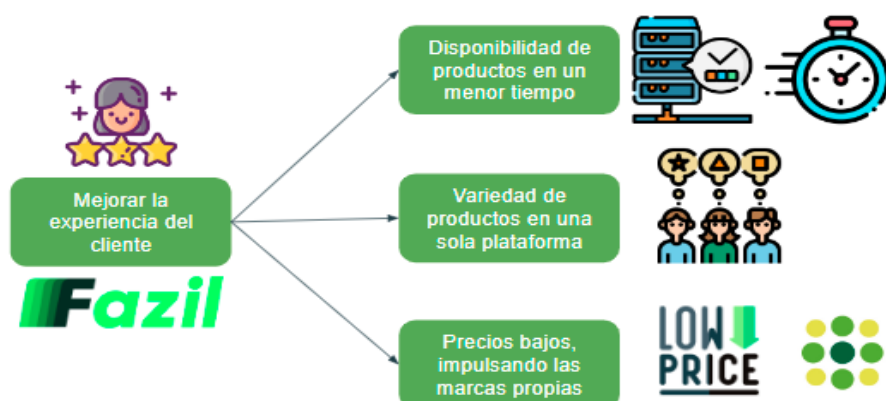 Disponibilidad de
productos en un
menor tiempo
Mejorar la
experiencia del
cliente
Fazil
Variedad de
productos en una
sola plataforma
Precios bajos,
impulsando las
marcas propias
LOW
PRICE